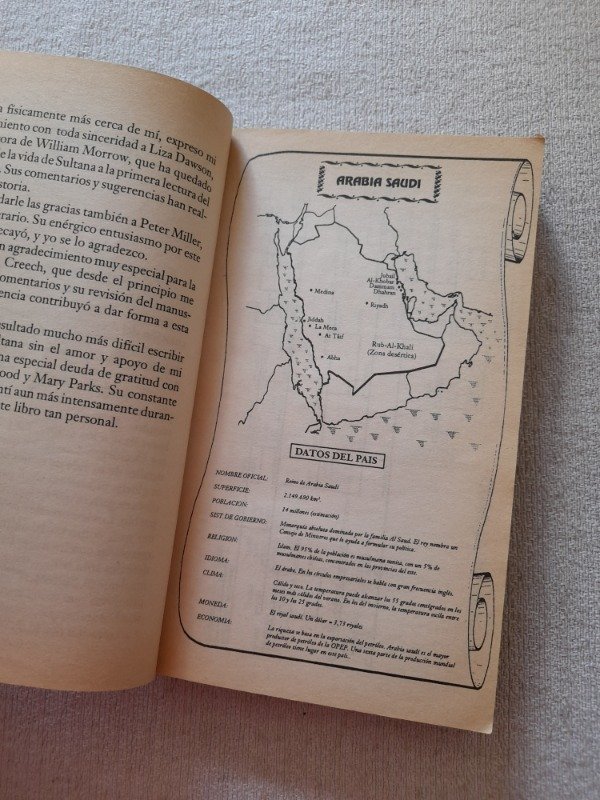 físicamente más cerca de mí, expreso mi
miento con toda sinceridad a Liza Dawson,
ora de William Morrow, que ha quedado
e la vida de Sultana a la primera lectura del
. Sus comentarios y sugerencias han real-
storia.
darle las gracias también a Peter Miller,
rario. Su enérgico entusiasmo por este
ecayó, y yo se lo agradezco.
n agradecimiento muy especial para la
Creech, que desde el principio me
omentarios y su revisión del manus-
encia contribuyó a dar forma a esta
esultado mucho más difícil escribir
ltana sin el amor y apoyo de mi
na especial deuda de gratitud con
ood y Mary Parks. Su constante
ntí aun más intensamente duran-
te libro tan personal.
ARABIA SAUDI
Jubail
Al-Khobar
Dammam
Dhahran
Medina
Riyadh
Jiddah
La Meca
At Táif
Abha
Rub-Al-Khali
(Zona desértica)
DATOS DEL PAIS
NOMBRE OFICIAL: Reino de Arabia Saudí
SUPERFICIE: 2.149.690 km².
POBLACION: 14 millones (estimación)
SIST. DE GOBIERNO: Monarquía absoluta dominada por la familia Al Saud. El rey nombra un
Consejo de Ministros que le ayuda a formular su política.
RELIGION: Islam. El 95% de la población es musulmana sunita, con un 5% de
musulmanes chiítas, concentrados en las provincias del este.
IDIOMA: El árabe. En los círculos empresariales se habla con gran frecuencia inglés.
CLIMA: Cálido y seco. La temperatura puede alcanzar los 55 grados centígrados en los
meses más cálidos del verano. En los del invierno, la temperatura oscila entre
los 10 y los 25 grados.
MONEDA: El riyal saudí. Un dólar = 3,75 royales
ECONOMIA: La riqueza se basa en la exportación del petróleo. Arabia saudí es el mayor
productor de petróleo de la OPEP. Una sexta parte de la producción mundial
de petróleo tiene lugar en este país.